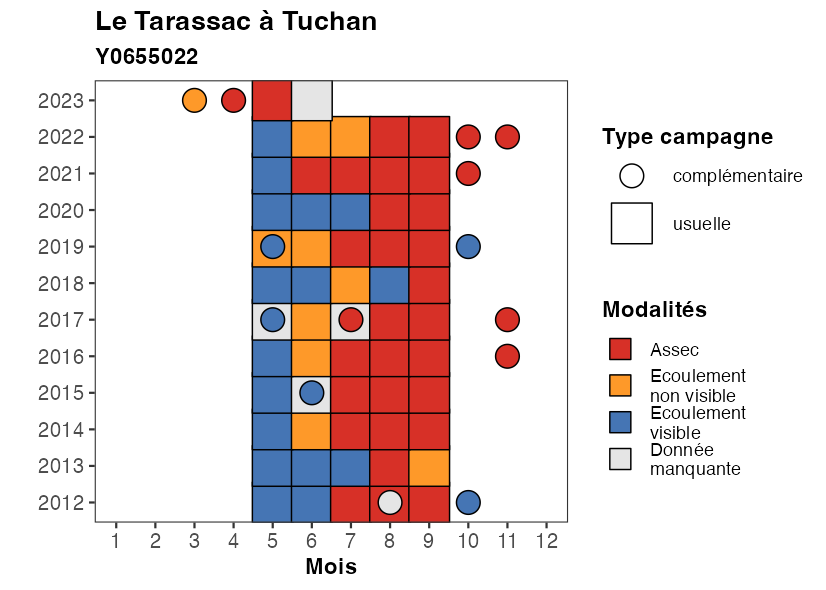 Le Tarassac à Tuchan
Y0655022
2023
2022
2021
2020
2019
2018
2017
2016
2015
2014
2013
2012
1 2 3 4 5 6 7 8 9 10 11 12
Mois
Type campagne
complémentaire
usuelle
Modalités
Assec
Ecoulement
non visible
Ecoulement
visible
Donnée
manquante